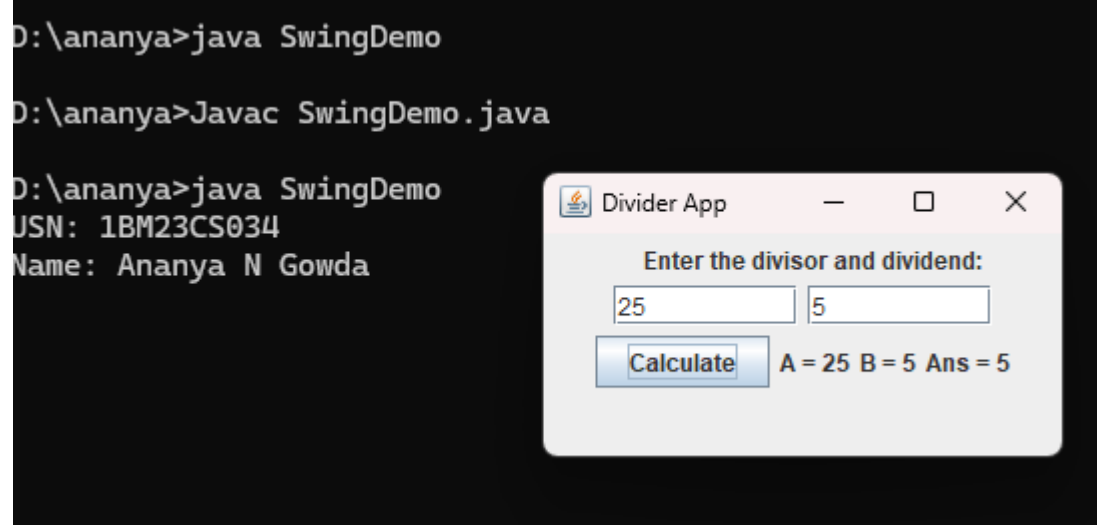 D:\ananya>java SwingDemo
D:\ananya>Javac SwingDemo.java
D:\ananya>java SwingDemo
USN: 1BM23CS034
Name: Ananya N Gowda
Divider App
Enter the divisor and dividend:
25 5
Calculate A = 25 B = 5 Ans = 5